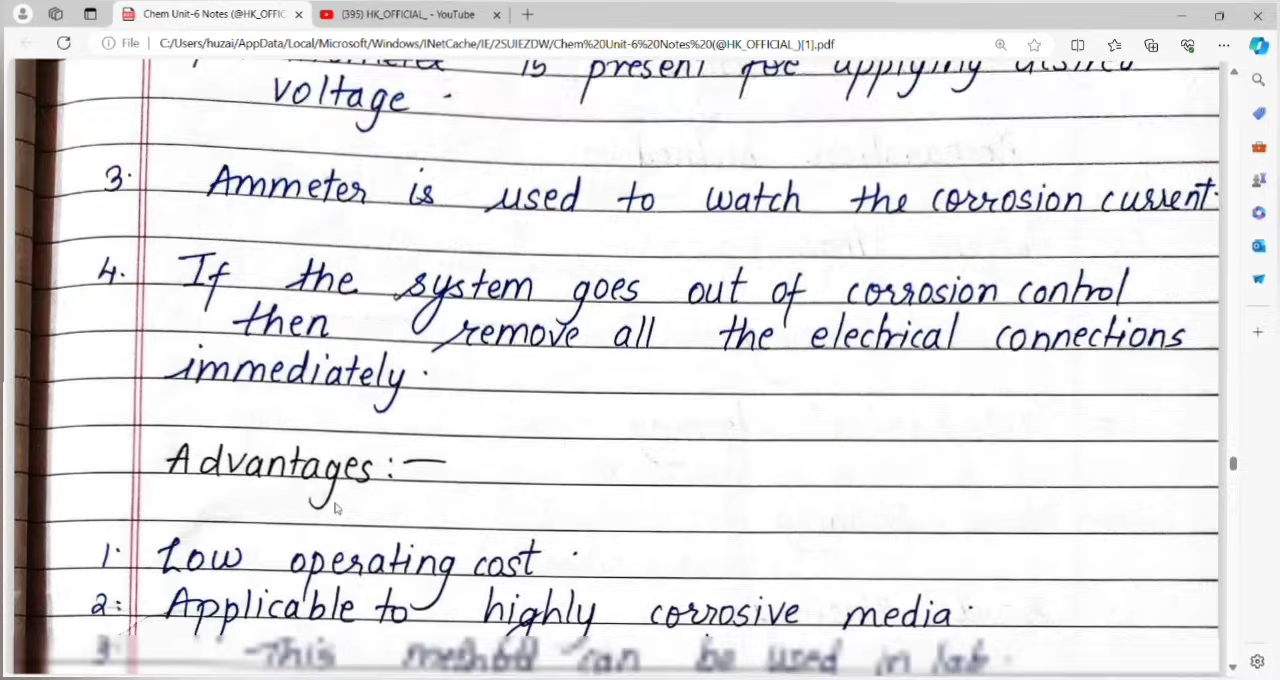 Chem Unit-6 Notes (@HK_OFFIC
(395) HK_OFFICIAL_ - YouTube
File
C:/Users/huzai/AppData/Local/Microsoft/Windows/INetCache/IE/2SUIEZDW/Chem%20Unit-6%20Notes%20(@HK_OFFICIAL_)[1].pdf
is present for applying
voltage.
3. Ammeter is used to watch the corrosion current.
4. If the system goes out of corrosion control
then remove all the electrical connections
immediately.
Advantages:—
1. Low operating cost.
2. Applicable to highly corrosive media.
3. This method can be used in lab.